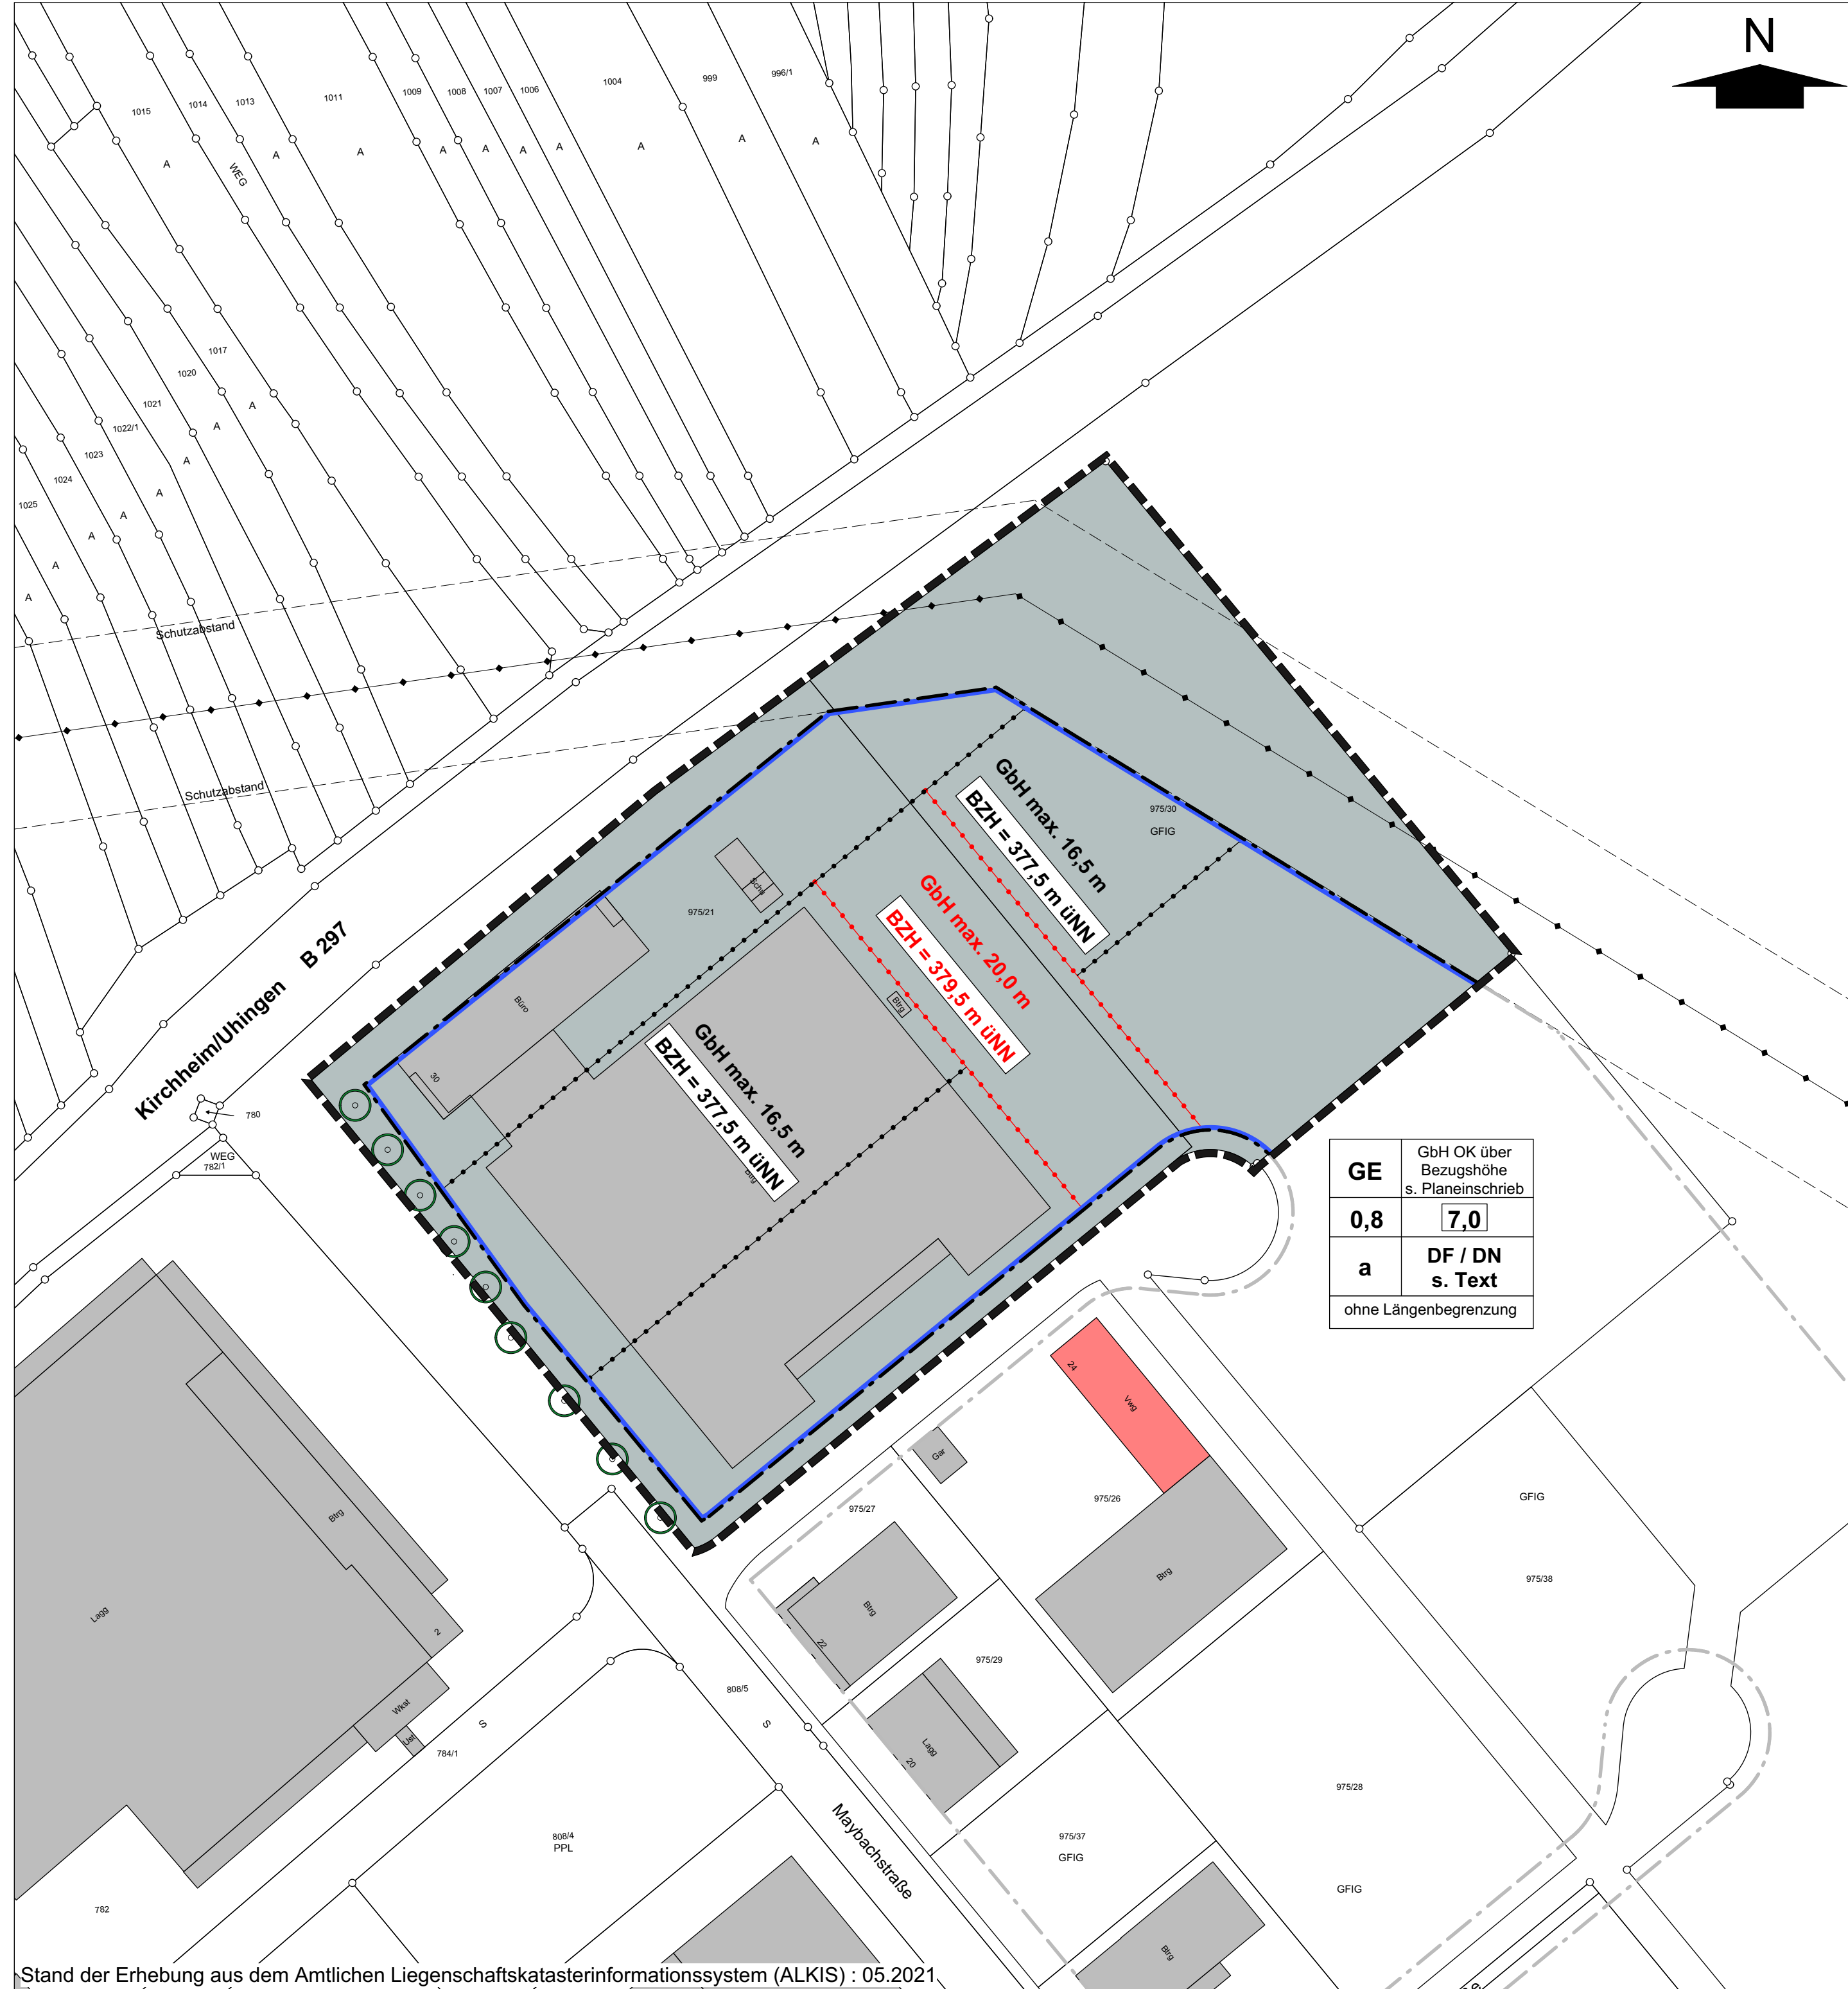 N
1015
1014
1013
1011
1009
1008
1007
1006
1004
999
996/1
A
WEG
A
A
A
A
A
A
A
A
A
1017
1020
1021
1022/1
1023
1024
1025
A
A
A
A
A
A
A
A
Schutzabstand
Schutzabstand
Kirchheim/Uhingen
B 297
780
WEG
782/1
975/21
Schu
Büro
30
Btrg
GbH max. 16,5 m
BZH = 377,5 m üNN
975/30
GFIG
GbH max. 20,0 m
BZH = 379,5 m üNN
Btrg
GbH max. 16,5 m
BZH = 377,5 m üNN
GE
GbH OK über
Bezugshöhe
s. Planeinschrieb
0,8
7,0
a
DF / DN
s. Text
ohne Längenbegrenzung
24
Vwg
Gar
975/27
975/26
GFIG
975/38
Btrg
Btrg
22
975/29
Lagg
20
975/28
975/37
GFIG
GFIG
Btrg
Btrg
Lagg
2
Wkst
Ust
S
784/1
808/5
S
808/4
PPL
Maybachstraße
782
Stand der Erhebung aus dem Amtlichen Liegenschaftskatasterinformationssystem (ALKIS) : 05.2021